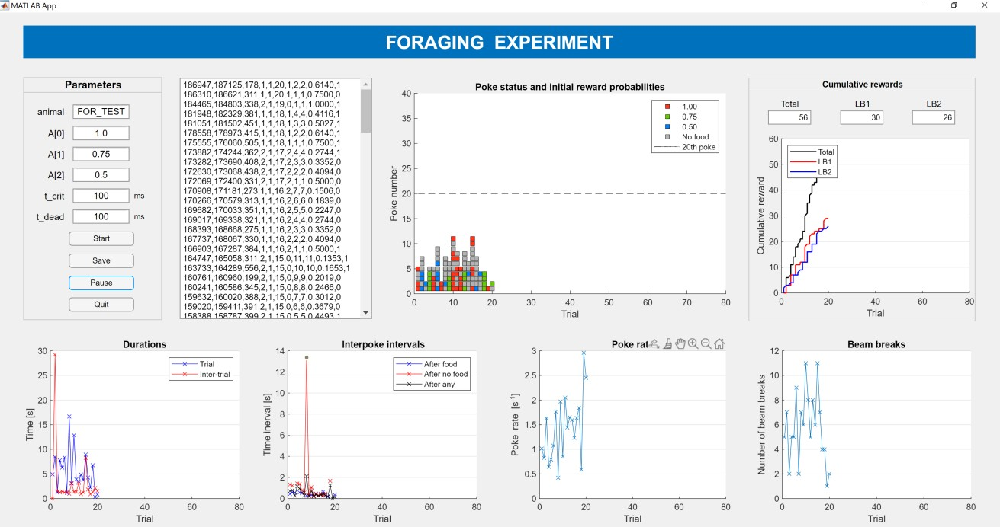 MATLAB App
FORAGING EXPERIMENT
Parameters
animal FOR_TEST
A[0] 1.0
A[1] 0.75
A[2] 0.5
t_crit 100 ms
t_dead 100 ms
Start
Save
Pause
Quit
186947,187125,178,1,1,20,1,2,2,0.6140,1
186310,186621,311,1,1,20,1,1,1,0.7500,1
184465,184803,338,2,1,19,0,1,1,1.0000,1
181948,182329,381,1,1,18,1,4,4,0.4116,1
181051,181502,451,1,1,18,1,3,3,0.5027,1
178558,178973,415,1,1,18,1,2,2,0.6140,1
175555,176060,505,1,1,18,1,1,1,0.7500,1
173882,174244,362,2,1,17,2,4,4,0.2744,1
173282,173690,408,2,1,17,2,3,3,0.3352,0
172630,173068,438,2,1,17,2,2,2,0.4094,0
172069,172400,331,2,1,17,2,1,1,0.5000,1
170908,171181,273,1,1,16,2,7,7,0.1506,0
170266,170579,313,1,1,16,2,6,6,0.1839,0
169682,170033,351,1,1,16,2,5,5,0.2247,0
169017,169338,321,1,1,16,2,4,4,0.2744,0
168393,168668,275,1,1,16,2,3,3,0.3352,0
167737,168067,330,1,1,16,2,2,2,0.4094,0
166903,167287,384,1,1,16,2,1,1,0.5000,1
164747,165058,311,2,1,15,0,11,11,0.1353,1
163733,164289,556,2,1,15,0,10,10,0.1653,1
160761,160960,199,2,1,15,0,9,9,0.2019,0
160241,160586,345,2,1,15,0,8,8,0.2466,0
159632,160020,388,2,1,15,0,7,7,0.3012,0
159020,159411,391,2,1,15,0,6,6,0.3679,0
158388,158787,399,2,1,15,0,5,5,0.4493,1
Poke status and initial reward probabilities
40
35
30
25
20
15
10
5
0
0 10 20 30 40 50 60 70 80
Poke number
Trial
1.00
0.75
0.50
No food
20th poke
Cumulative rewards
Total LB1 LB2
56 30 26
60
50
40
30
20
10
0
0 20 40 60 80
Cumulative reward
Trial
Total
LB1
LB2
Durations
30
25
20
15
10
5
0
0 20 40 60 80
Time [s]
Trial
Trial
Inter-trial
Interpoke intervals
14
12
10
8
6
4
2
0
0 20 40 60 80
Time inerval [s]
Trial
After food
After no food
After any
Poke rat
3
2.5
2
1.5
1
0.5
0
0 20 40 60 80
Poke rate [s⁻¹]
Trial
Beam breaks
12
10
8
6
4
2
0
0 20 40 60 80
Number of beam breaks
Trial